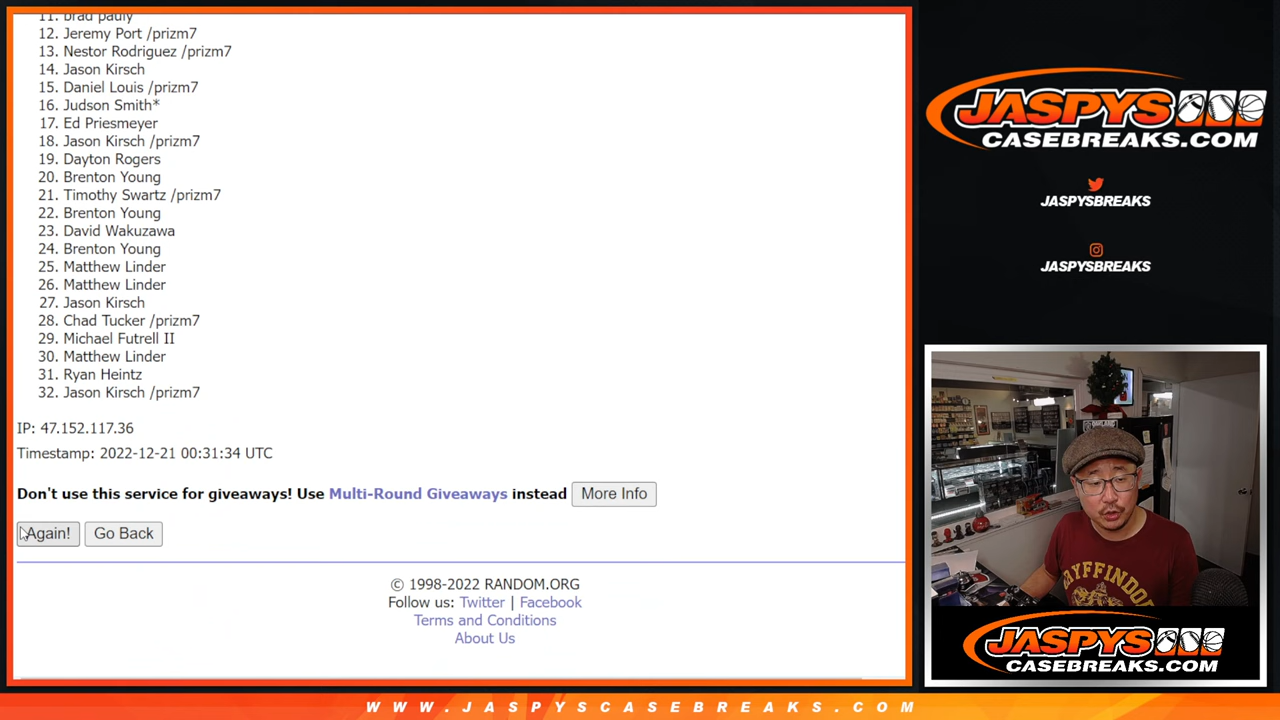 11. brad pauly
12. Jeremy Port /prizm7
13. Nestor Rodriguez /prizm7
14. Jason Kirsch
15. Daniel Louis /prizm7
16. Judson Smith*
17. Ed Priesmeyer
18. Jason Kirsch /prizm7
19. Dayton Rogers
20. Brenton Young
21. Timothy Swartz /prizm7
22. Brenton Young
23. David Wakuzawa
24. Brenton Young
25. Matthew Linder
26. Matthew Linder
27. Jason Kirsch
28. Chad Tucker /prizm7
29. Michael Futrell II
30. Matthew Linder
31. Ryan Heintz
32. Jason Kirsch /prizm7
IP: 47.152.117.36
Timestamp: 2022-12-21 00:31:34 UTC
Don't use this service for giveaways! Use Multi-Round Giveaways instead More Info
Again! Go Back
© 1998-2022 RANDOM.ORG
Follow us: Twitter | Facebook
Terms and Conditions
About Us
JASPYS
CASEBREAKS.COM
JASPYSBREAKS
JASPYSBREAKS
GRYFFINDOR
JASPYS
CASEBREAKS.COM
WWW.JASPYSCASEBREAKS.COM